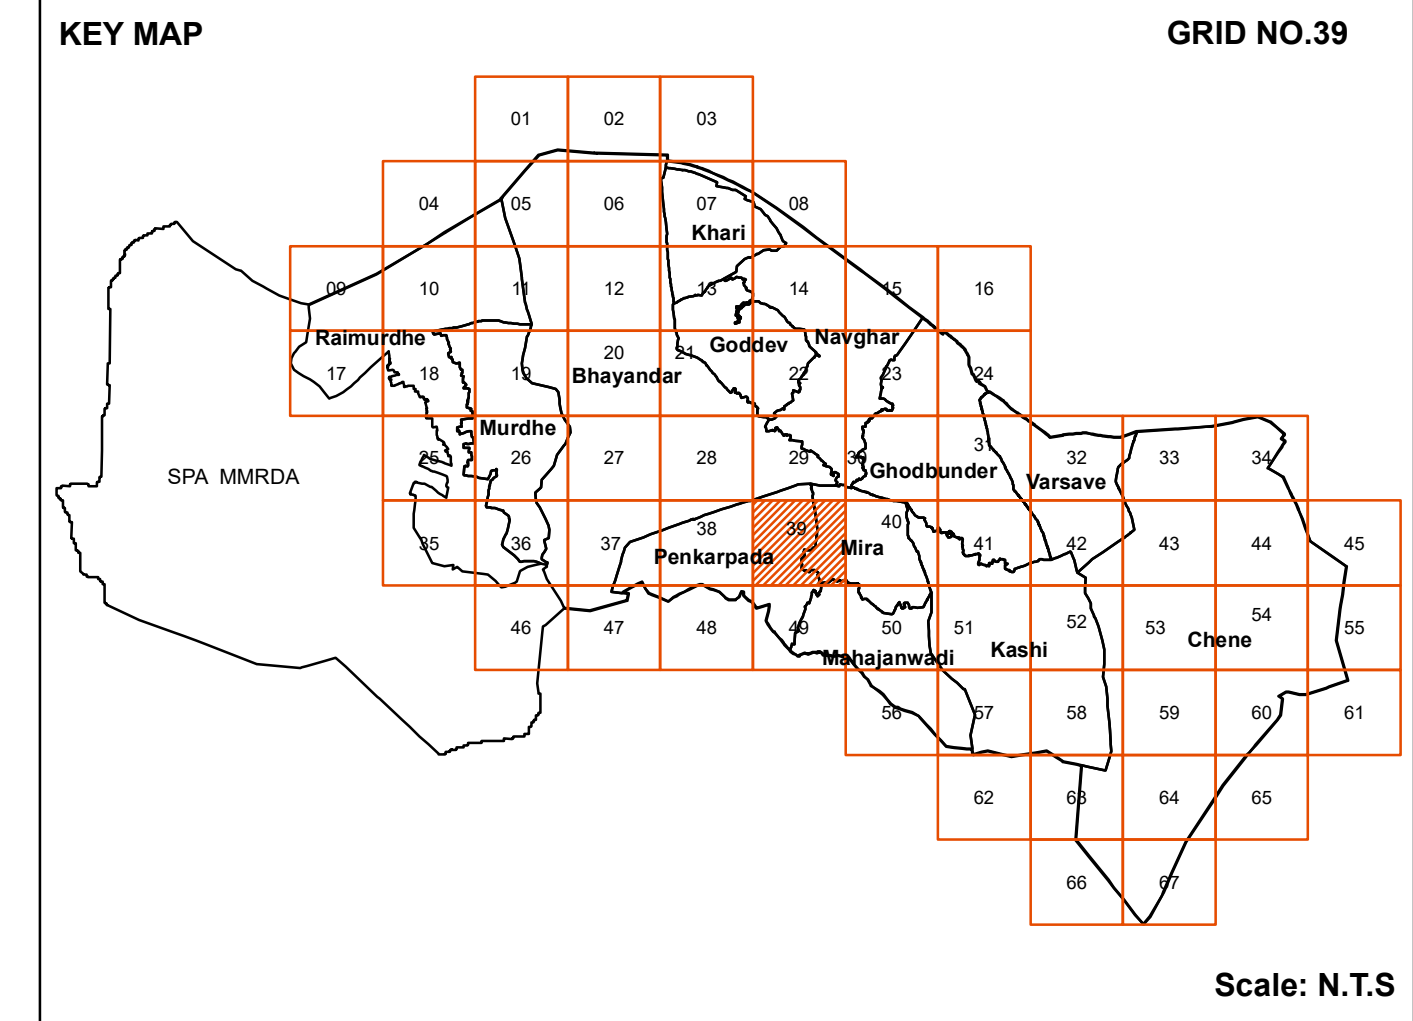 KEY MAP
GRID NO.39
01 02 03
04 05 06 07 08
Khari
09 10 11 12 13 14 15 16
Raimurdhe Goddev Navghar
17 18 19 20 21 22 23 24
Bhayandar
Murdhe
25 26 27 28 29 30 31 32 33 34
SPA MMRDA
Ghodbunder
Varsave
35 36 37 38 39 40 41 42 43 44 45
Penkarpada Mira
46 47 48 49 50 51 52 53 54 55
Mahajanwadi Kashi Chene
56 57 58 59 60 61
62 63 64 65
66 67
Scale: N.T.S